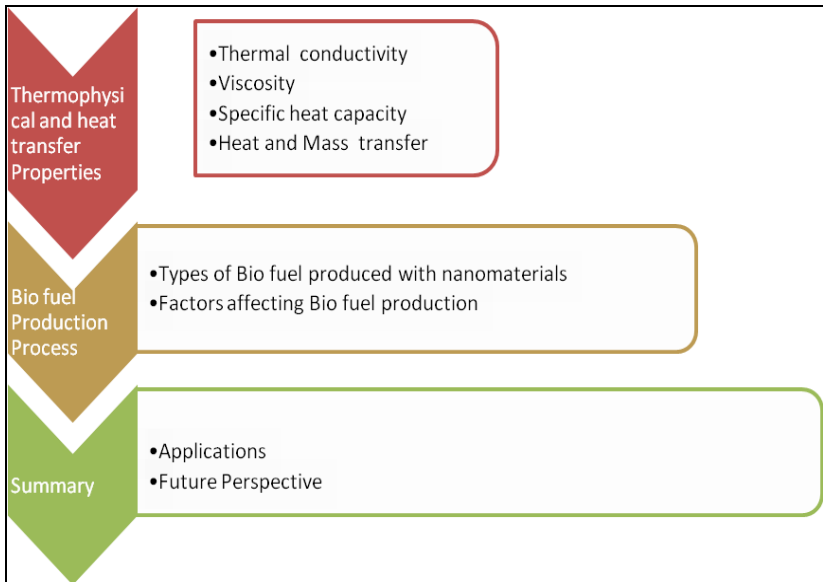 Thermophysi
cal and heat
transfer
Properties
•Thermal conductivity
•Viscosity
•Specific heat capacity
•Heat and Mass transfer
Bio fuel
Production
Process
•Types of Bio fuel produced with nanomaterials
•Factors affecting Bio fuel production
Summary
•Applications
•Future Perspective